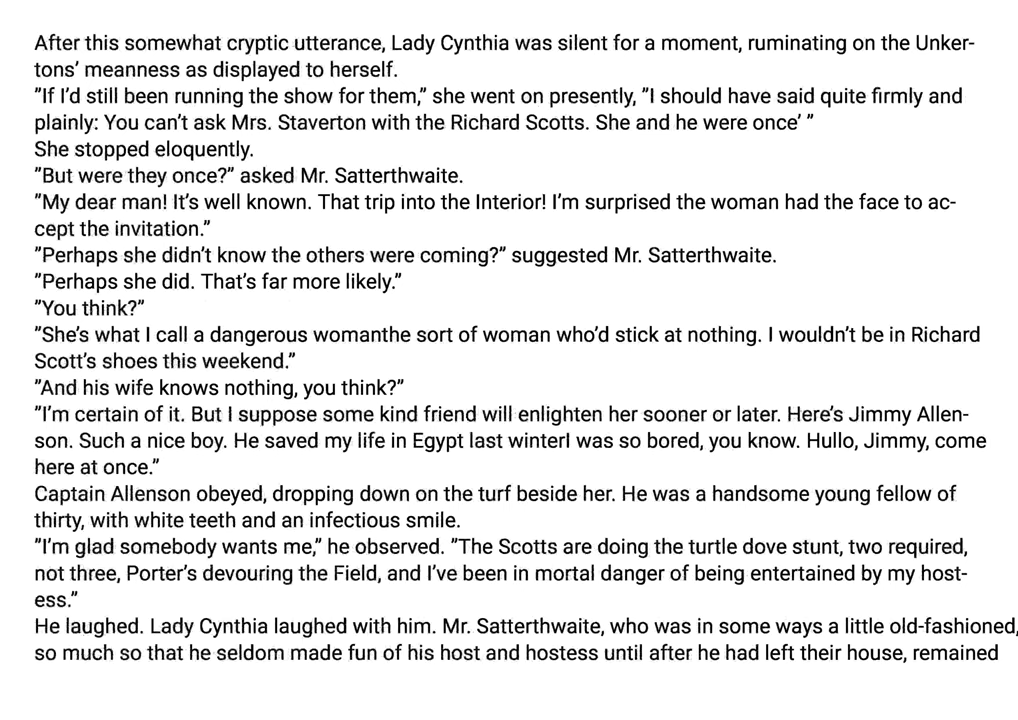 After this somewhat cryptic utterance, Lady Cynthia was silent for a moment, ruminating on the Unker-
tons’ meanness as displayed to herself.
”If I’d still been running the show for them,” she went on presently, ”I should have said quite firmly and
plainly: You can’t ask Mrs. Staverton with the Richard Scotts. She and he were once’ ”
She stopped eloquently.
”But were they once?” asked Mr. Satterthwaite.
”My dear man! It’s well known. That trip into the Interior! I’m surprised the woman had the face to ac-
cept the invitation.”
”Perhaps she didn’t know the others were coming?” suggested Mr. Satterthwaite.
”Perhaps she did. That’s far more likely.”
”You think?”
”She’s what I call a dangerous womanthe sort of woman who’d stick at nothing. I wouldn’t be in Richard
Scott’s shoes this weekend.”
”And his wife knows nothing, you think?”
”I’m certain of it. But I suppose some kind friend will enlighten her sooner or later. Here’s Jimmy Allen-
son. Such a nice boy. He saved my life in Egypt last winterI was so bored, you know. Hullo, Jimmy, come
here at once.”
Captain Allenson obeyed, dropping down on the turf beside her. He was a handsome young fellow of
thirty, with white teeth and an infectious smile.
”I’m glad somebody wants me,” he observed. ”The Scotts are doing the turtle dove stunt, two required,
not three, Porter’s devouring the Field, and I’ve been in mortal danger of being entertained by my host-
ess.”
He laughed. Lady Cynthia laughed with him. Mr. Satterthwaite, who was in some ways a little old-fashioned,
so much so that he seldom made fun of his host and hostess until after he had left their house, remained